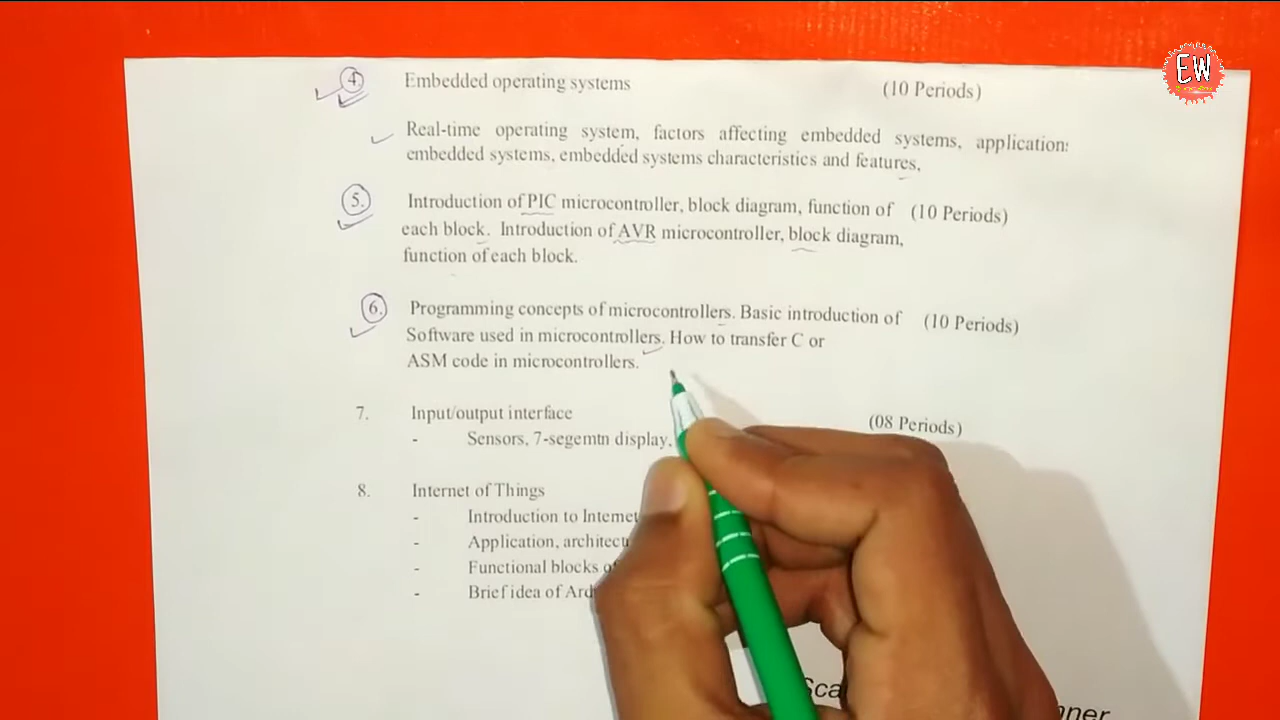 4. Embedded operating systems (10 Periods)
Real-time operating system, factors affecting embedded systems, application:
embedded systems, embedded systems characteristics and features,
5. Introduction of PIC microcontroller, block diagram, function of (10 Periods)
each block. Introduction of AVR microcontroller, block diagram,
function of each block.
6. Programming concepts of microcontrollers. Basic introduction of (10 Periods)
Software used in microcontrollers. How to transfer C or
ASM code in microcontrollers.
7. Input/output interface (08 Periods)
- Sensors, 7-segemtn display,
8. Internet of Things
- Introduction to Internet
- Application,
- Functional blocks
- Brief idea of
EW